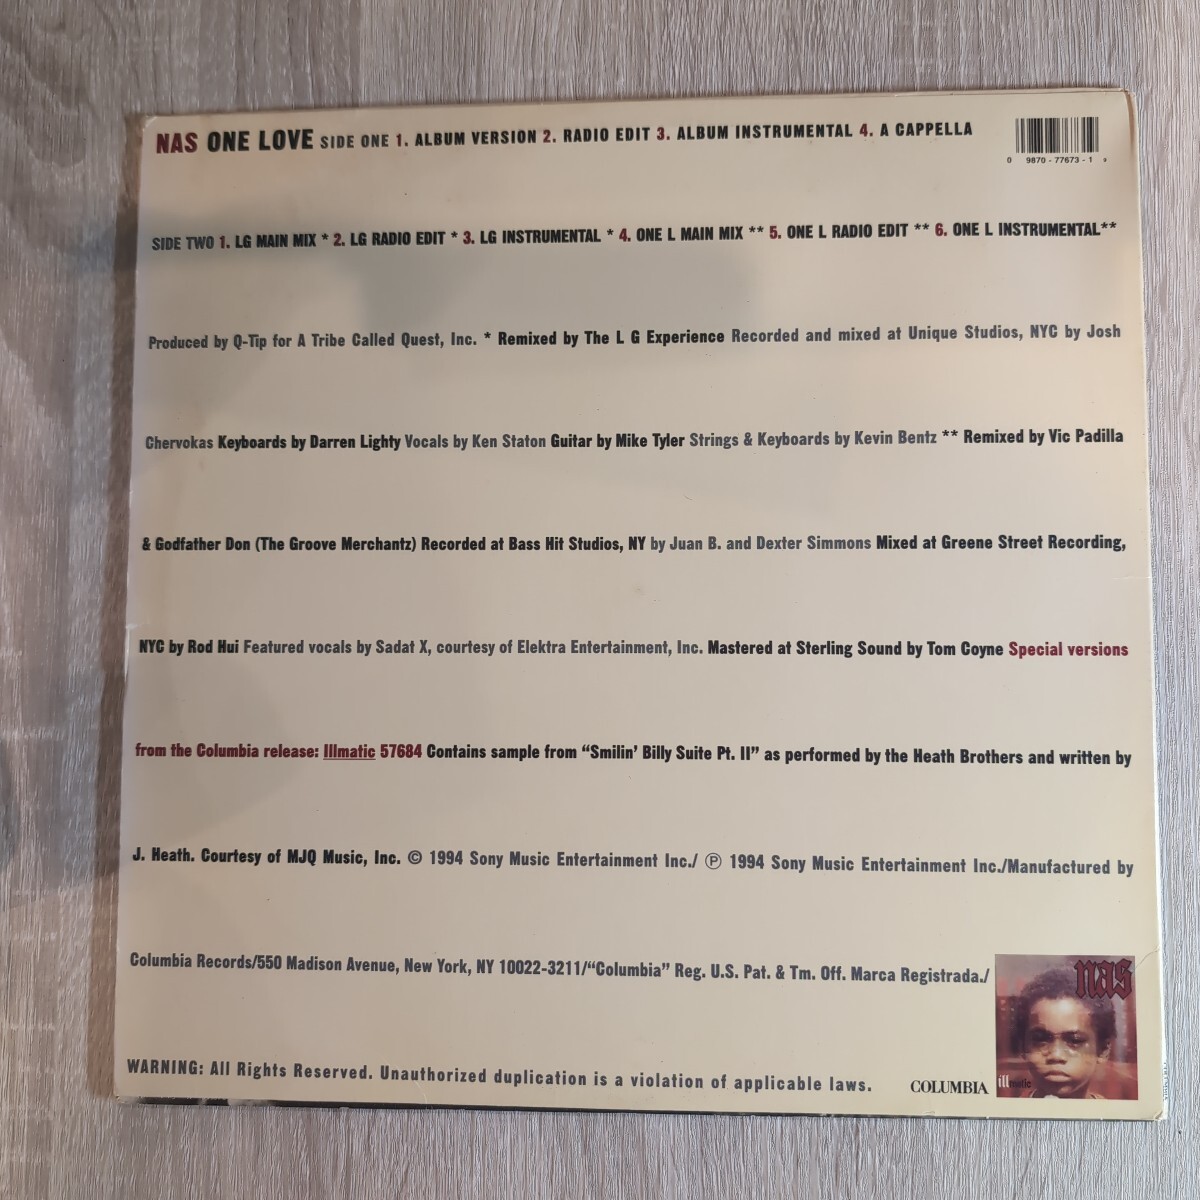 NAS ONE LOVE SIDE ONE 1. ALBUM VERSION 2. RADIO EDIT 3. ALBUM INSTRUMENTAL 4. A CAPPELLA
0 9870 - 77673 - 1 9
SIDE TWO 1. LG MAIN MIX * 2. LG RADIO EDIT * 3. LG INSTRUMENTAL * 4. ONE L MAIN MIX ** 5. ONE L RADIO EDIT ** 6. ONE L INSTRUMENTAL**
Produced by Q-Tip for A Tribe Called Quest, Inc. * Remixed by The L G Experience Recorded and mixed at Unique Studios, NYC by Josh
Chervokas Keyboards by Darren Lighty Vocals by Ken Staton Guitar by Mike Tyler Strings & Keyboards by Kevin Bentz ** Remixed by Vic Padilla
& Godfather Don (The Groove Merchantz) Recorded at Bass Hit Studios, NY by Juan B. and Dexter Simmons Mixed at Greene Street Recording,
NYC by Rod Hui Featured vocals by Sadat X, courtesy of Elektra Entertainment, Inc. Mastered at Sterling Sound by Tom Coyne Special versions
from the Columbia release: Illmatic 57684 Contains sample from “Smilin’ Billy Suite Pt. II” as performed by the Heath Brothers and written by
J. Heath. Courtesy of MJQ Music, Inc. © 1994 Sony Music Entertainment Inc./ ℗ 1994 Sony Music Entertainment Inc./Manufactured by
Columbia Records/550 Madison Avenue, New York, NY 10022-3211/“Columbia” Reg. U.S. Pat. & Tm. Off. Marca Registrada./
nas
WARNING: All Rights Reserved. Unauthorized duplication is a violation of applicable laws.
COLUMBIA
illmatic